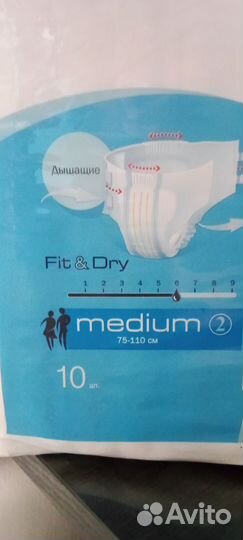 Дышащие
Fit & Dry
1 2 3 4 5 6 7 8 9
medium 2
75-110 см
10 шт.
Avito